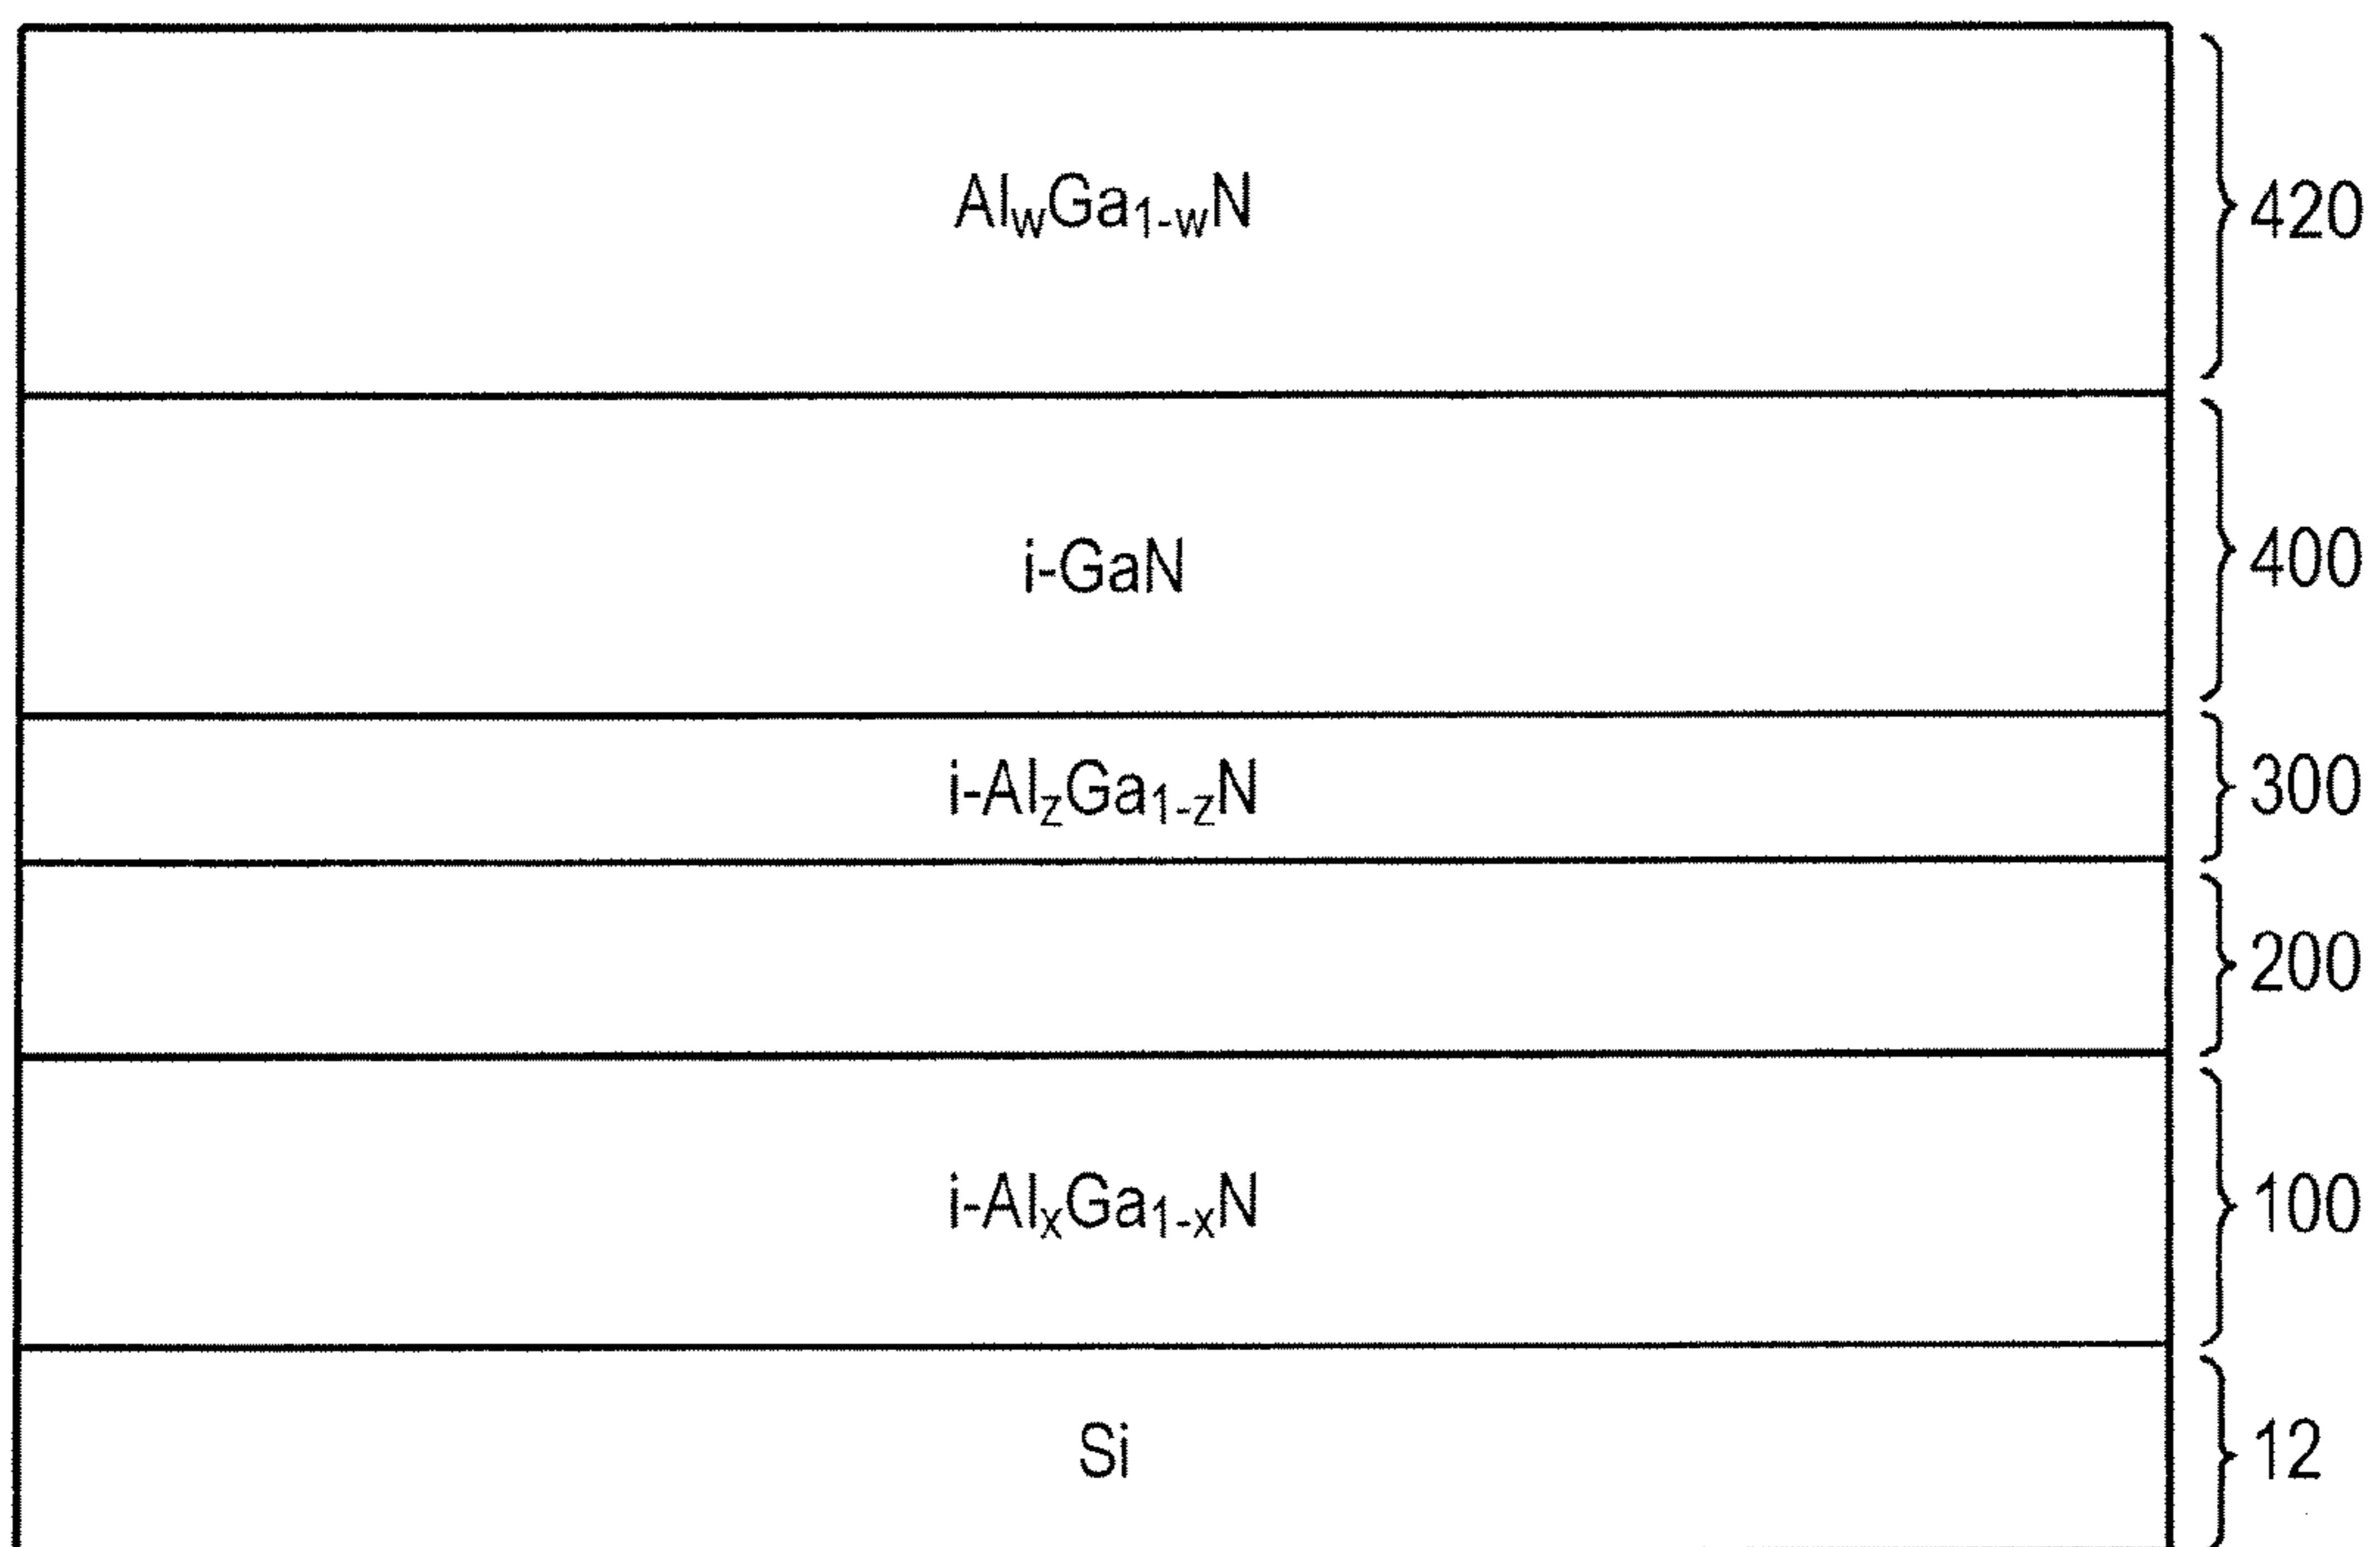 AlwGa1-wN 420
i-GaN 400
i-AlzGa1-zN 300
200
i-AlxGa1-xN 100
Si 12